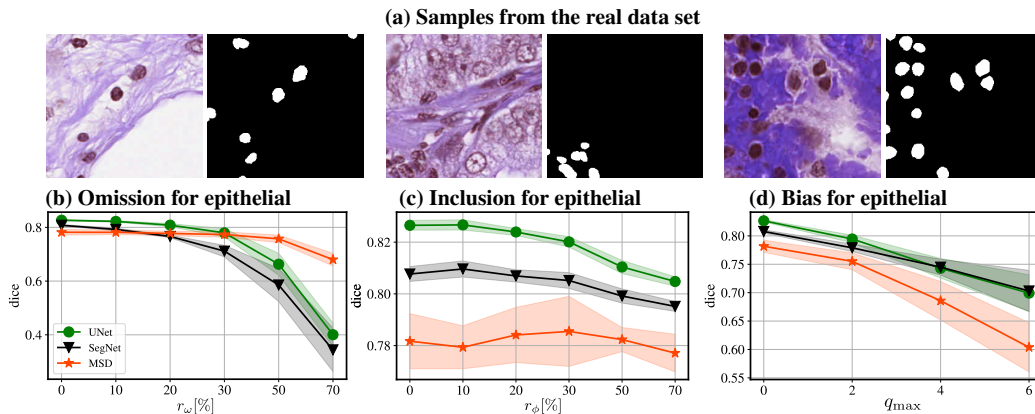 (a) Samples from the real data set
(b) Omission for epithelial
dice
0.8
0.6
0.4
UNet
SegNet
MSD
0 10 20 30 50 70
r_ω[%]
(c) Inclusion for epithelial
dice
0.82
0.80
0.78
0 10 20 30 50 70
r_ϕ[%]
(d) Bias for epithelial
dice
0.80
0.75
0.70
0.65
0.60
0.55
0 2 4 6
q_max